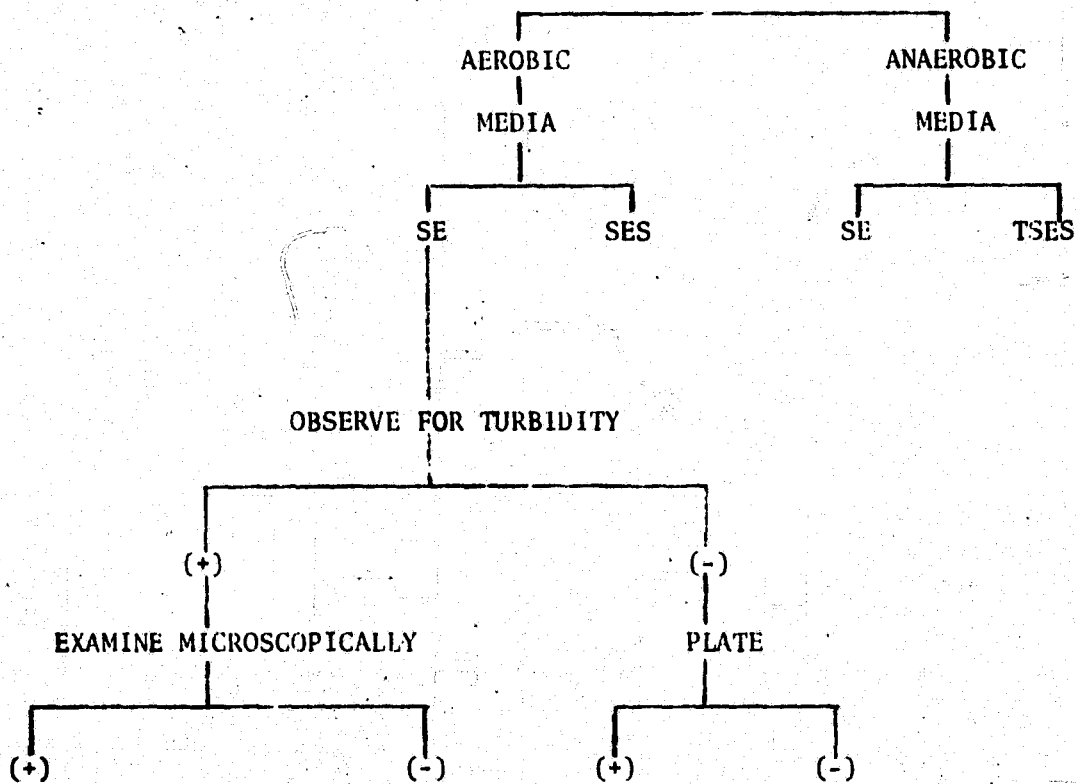 AEROBIC ANAEROBIC
MEDIA MEDIA
SE SES SE TSES
OBSERVE FOR TURBIDITY
(+) (-)
EXAMINE MICROSCOPICALLY PLATE
(+) (-) (+) (-)